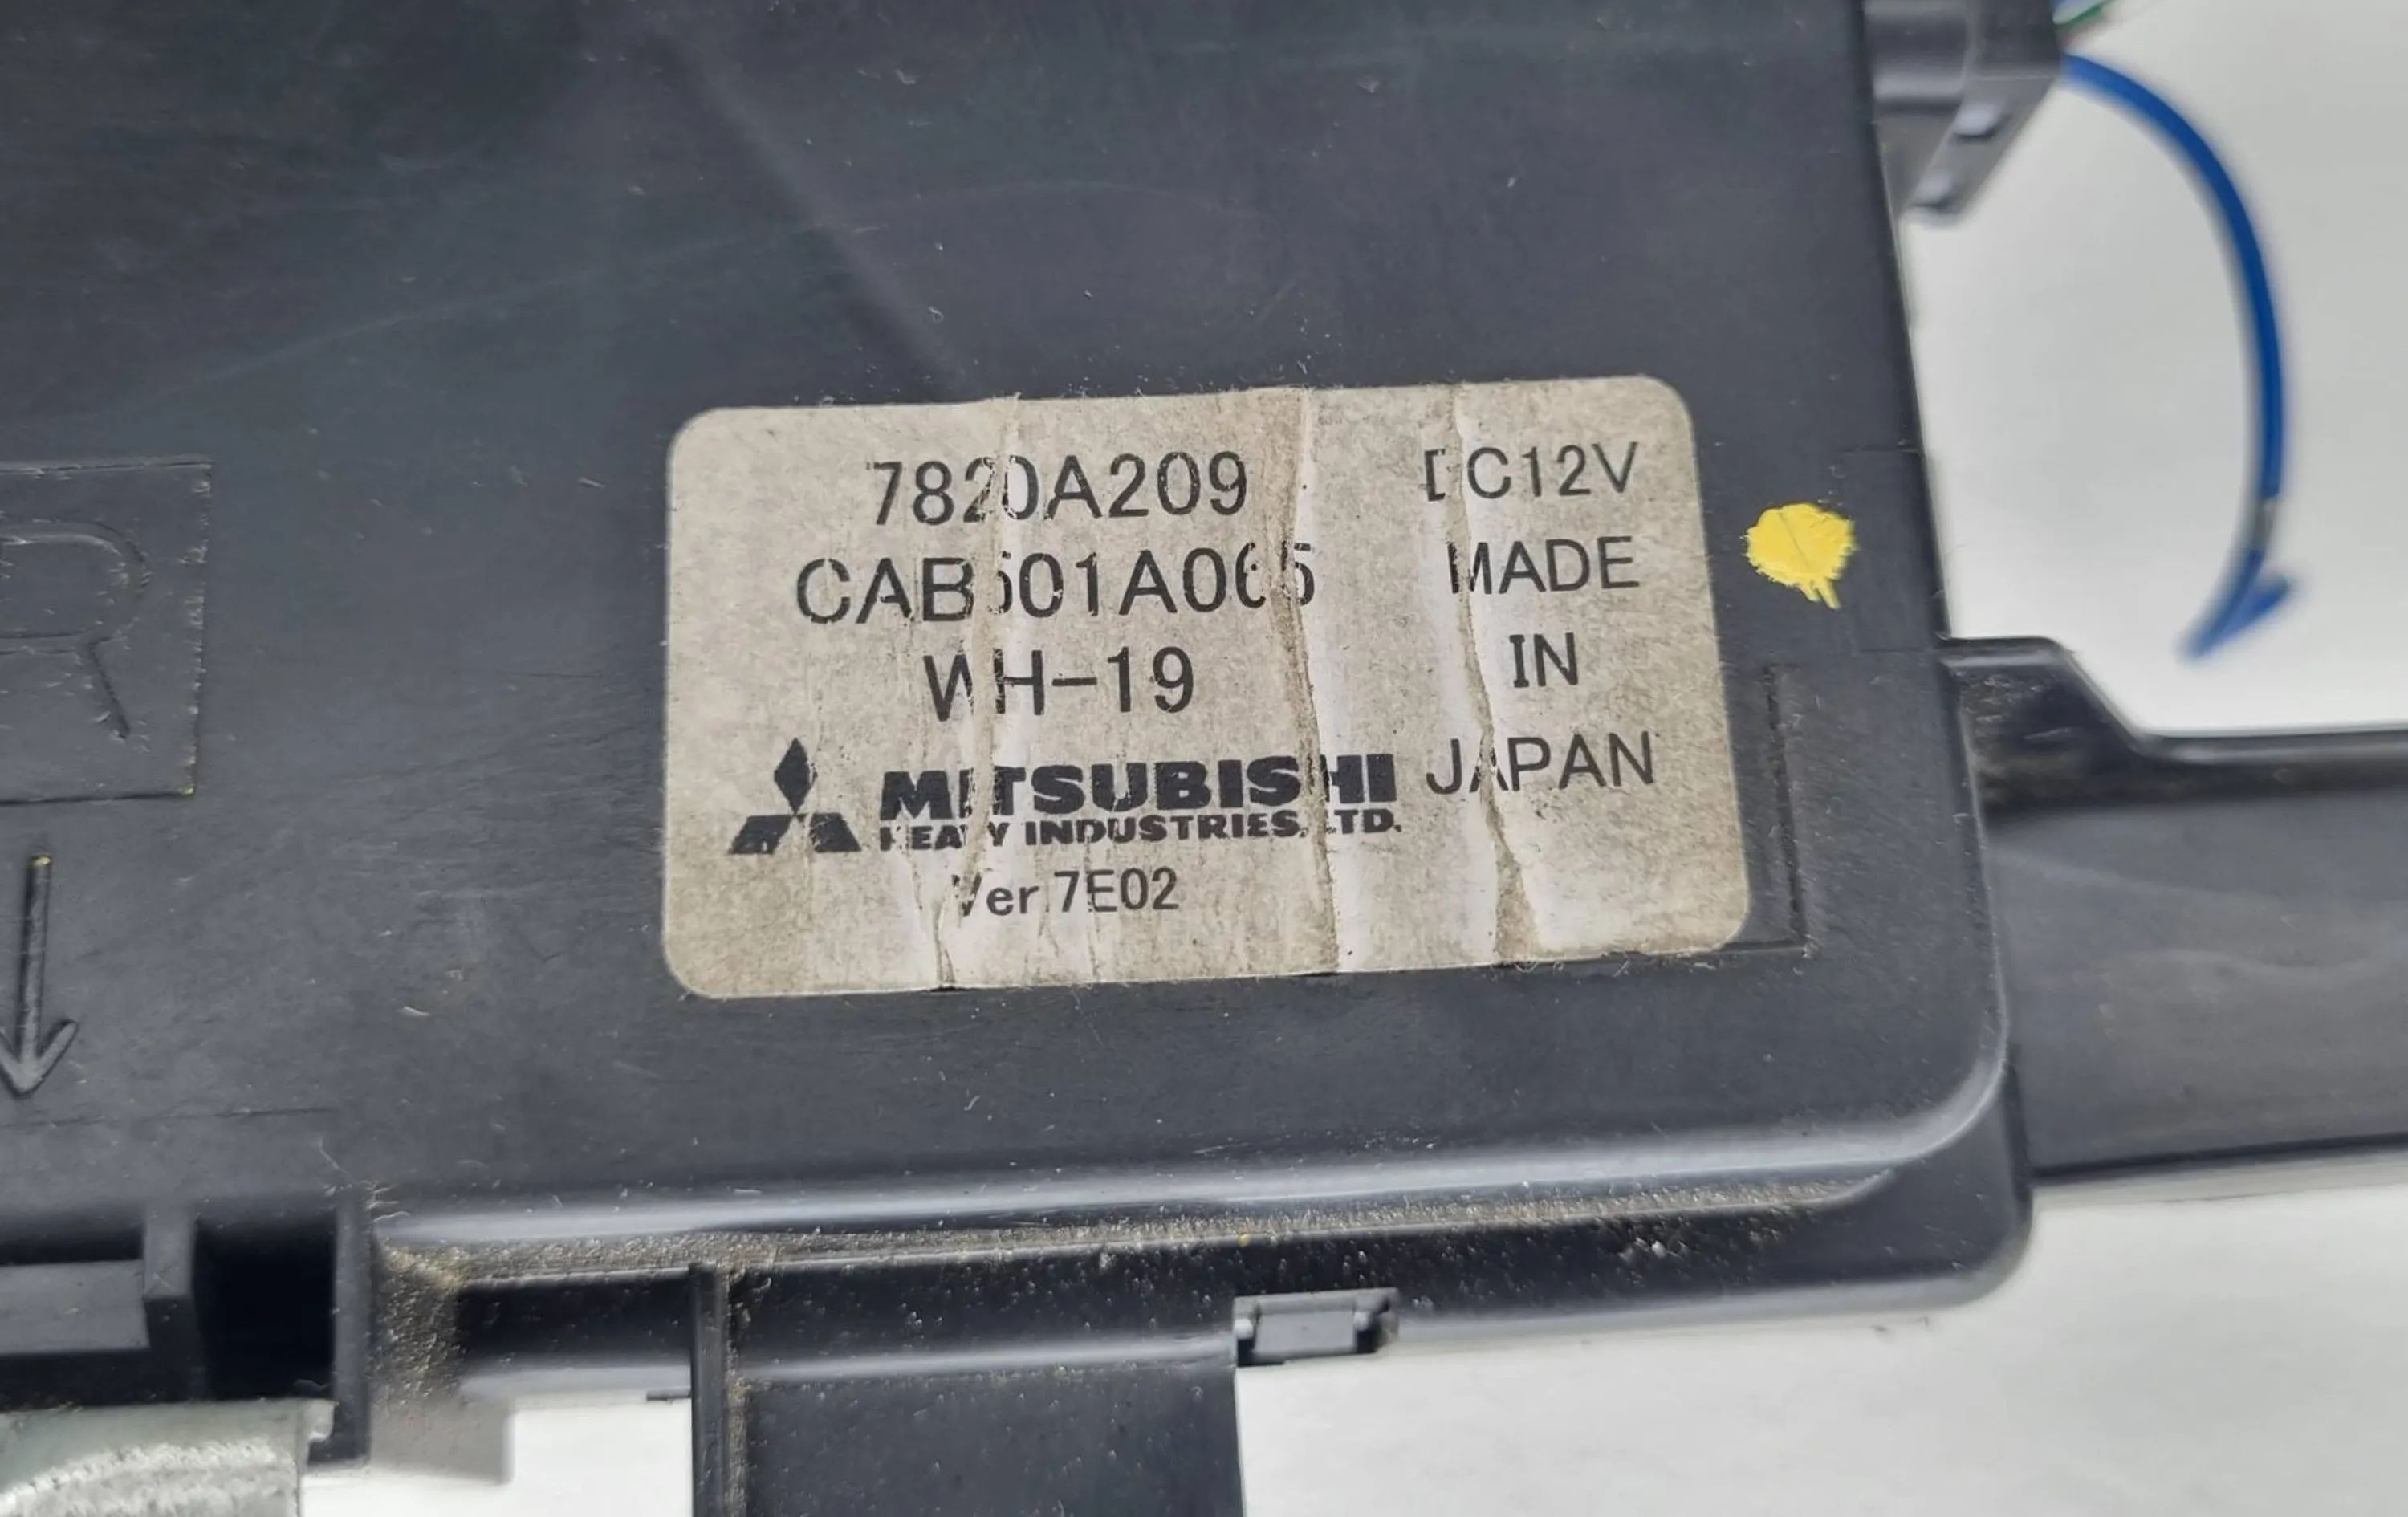 7820A209
CAB501A065
WH-19
MITSUBISHI
HEAVY INDUSTRIES, LTD.
Ver.7E02
DC12V
MADE
IN
JAPAN
R